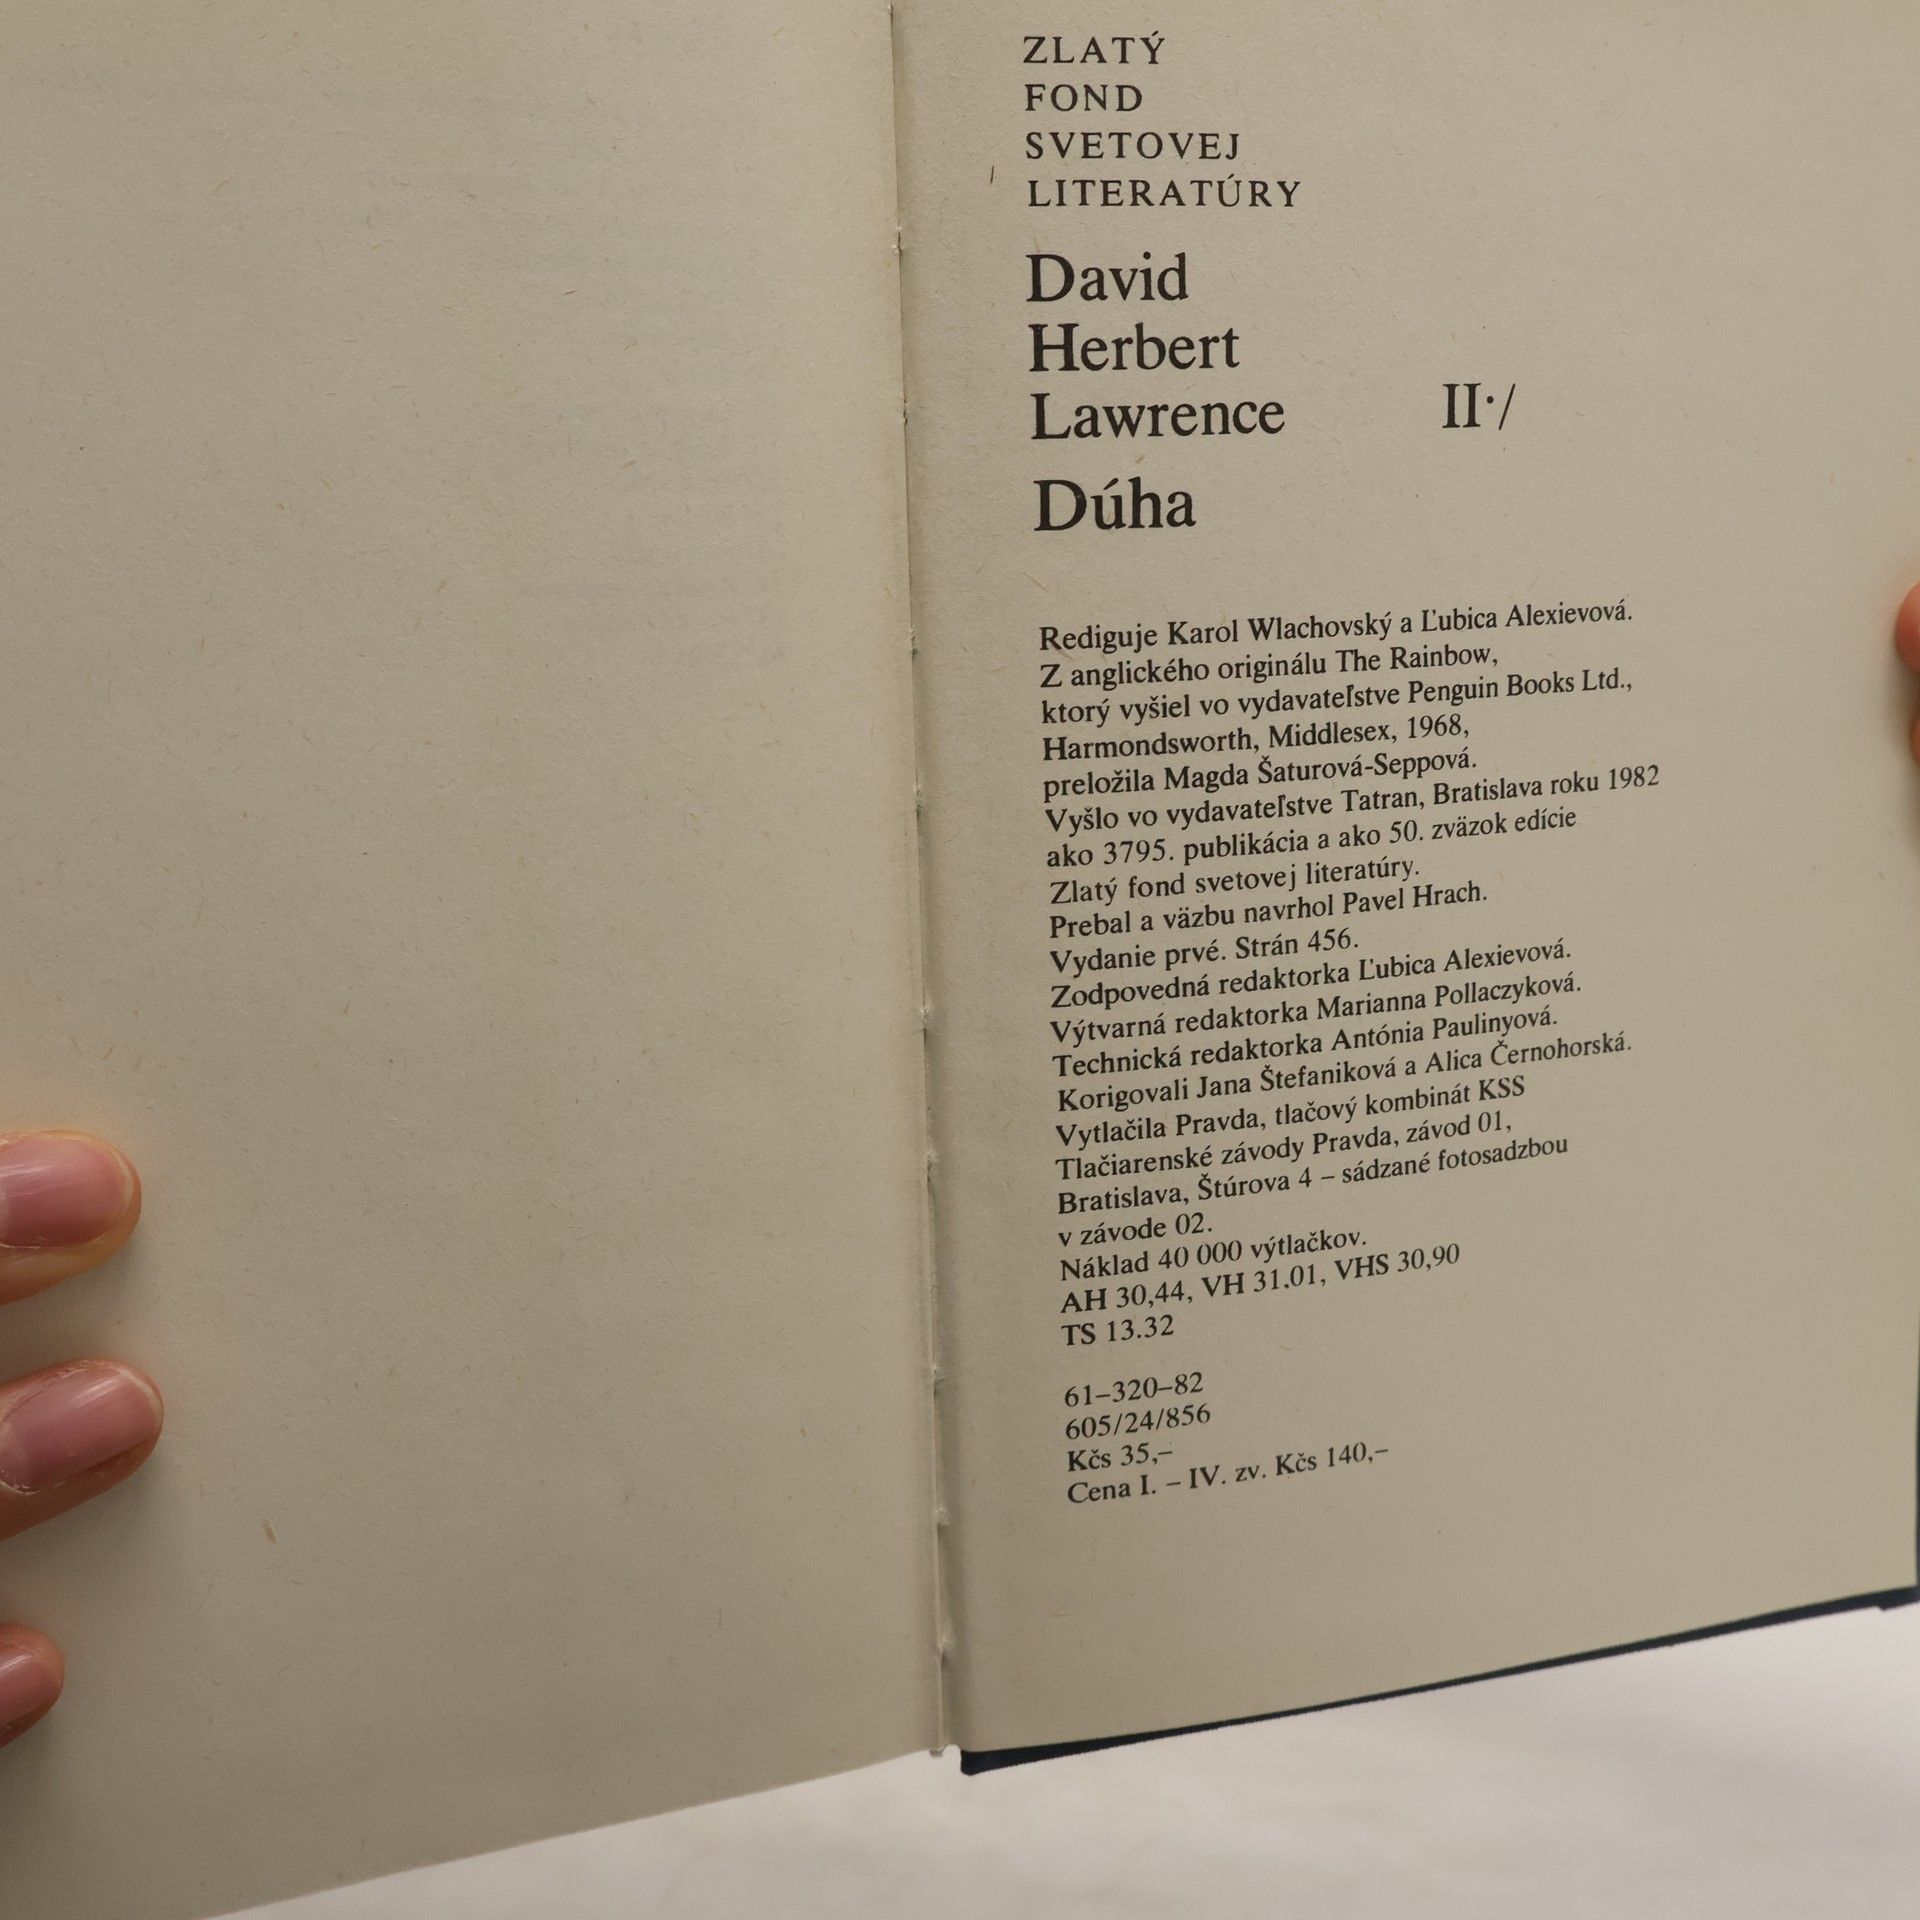 ZLATÝ
FOND
SVETOVEJ
LITERATÚRY
David
Herbert
Lawrence II·/
Dúha
Rediguje Karol Wlachovský a Ľubica Alexievová.
Z anglického originálu The Rainbow,
ktorý vyšiel vo vydavateľstve Penguin Books Ltd.,
Harmondsworth, Middlesex, 1968,
preložila Magda Šaturová-Seppová.
Vyšlo vo vydavateľstve Tatran, Bratislava roku 1982
ako 3795. publikácia a ako 50. zväzok edície
Zlatý fond svetovej literatúry.
Prebal a väzbu navrhol Pavel Hrach.
Vydanie prvé. Strán 456.
Zodpovedná redaktorka Ľubica Alexievová.
Výtvarná redaktorka Marianna Pollaczyková.
Technická redaktorka Antónia Paulinyová.
Korigovali Jana Štefaniková a Alica Černohorská.
Vytlačila Pravda, tlačový kombinát KSS
Tlačiarenské závody Pravda, závod 01,
Bratislava, Štúrova 4 – sádzané fotosadzbou
v závode 02.
Náklad 40 000 výtlačkov.
AH 30,44, VH 31.01, VHS 30,90
TS 13.32
61–320–82
605/24/856
Kčs 35,–
Cena I. – IV. zv. Kčs 140,–